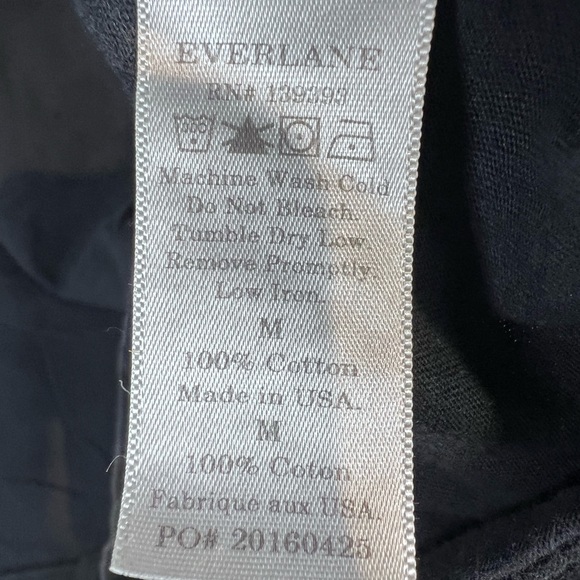 EVERLANE
RN# 139393
Machine Wash Cold
Do Not Bleach.
Tumble Dry Low
Remove Promptly.
Low Iron.
M
100% Cotton
Made in USA.
M
100% Coton
Fabrique aux USA.
PO# 20160425